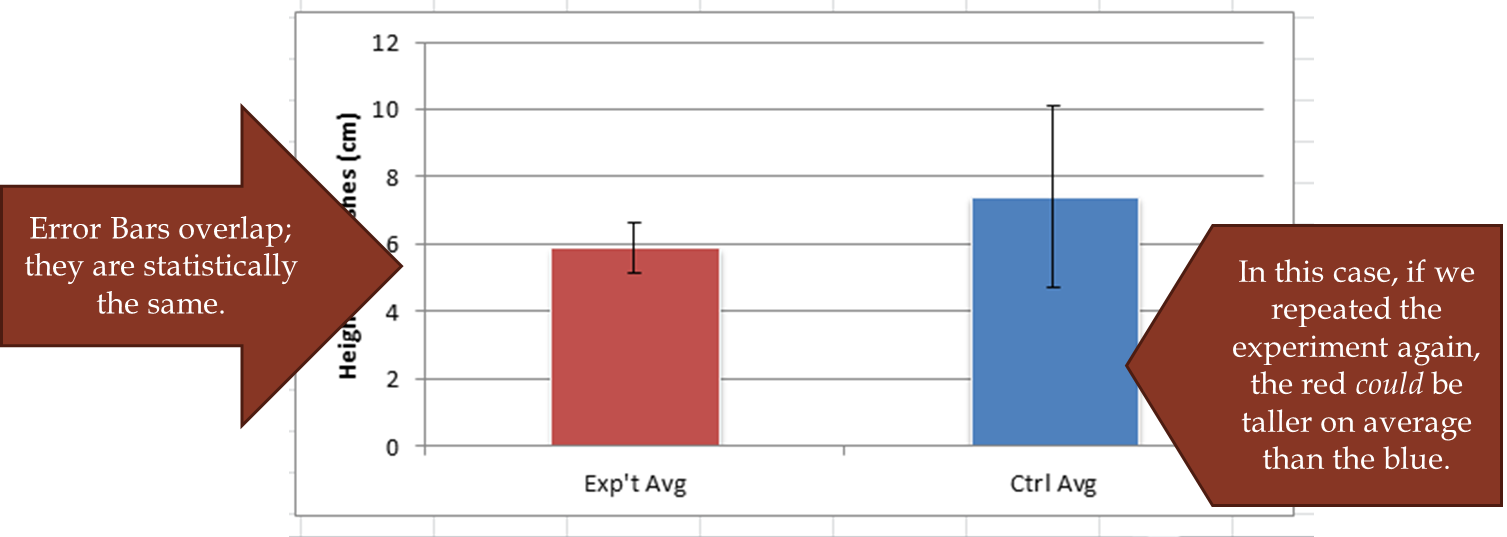 Error Bars overlap;
they are statistically
the same.
12
10
8
6
4
2
0
(cm)
Exp't Avg
Ctrl Avg
In this case, if we
repeated the
experiment again,
the red could be
taller on average
than the blue.